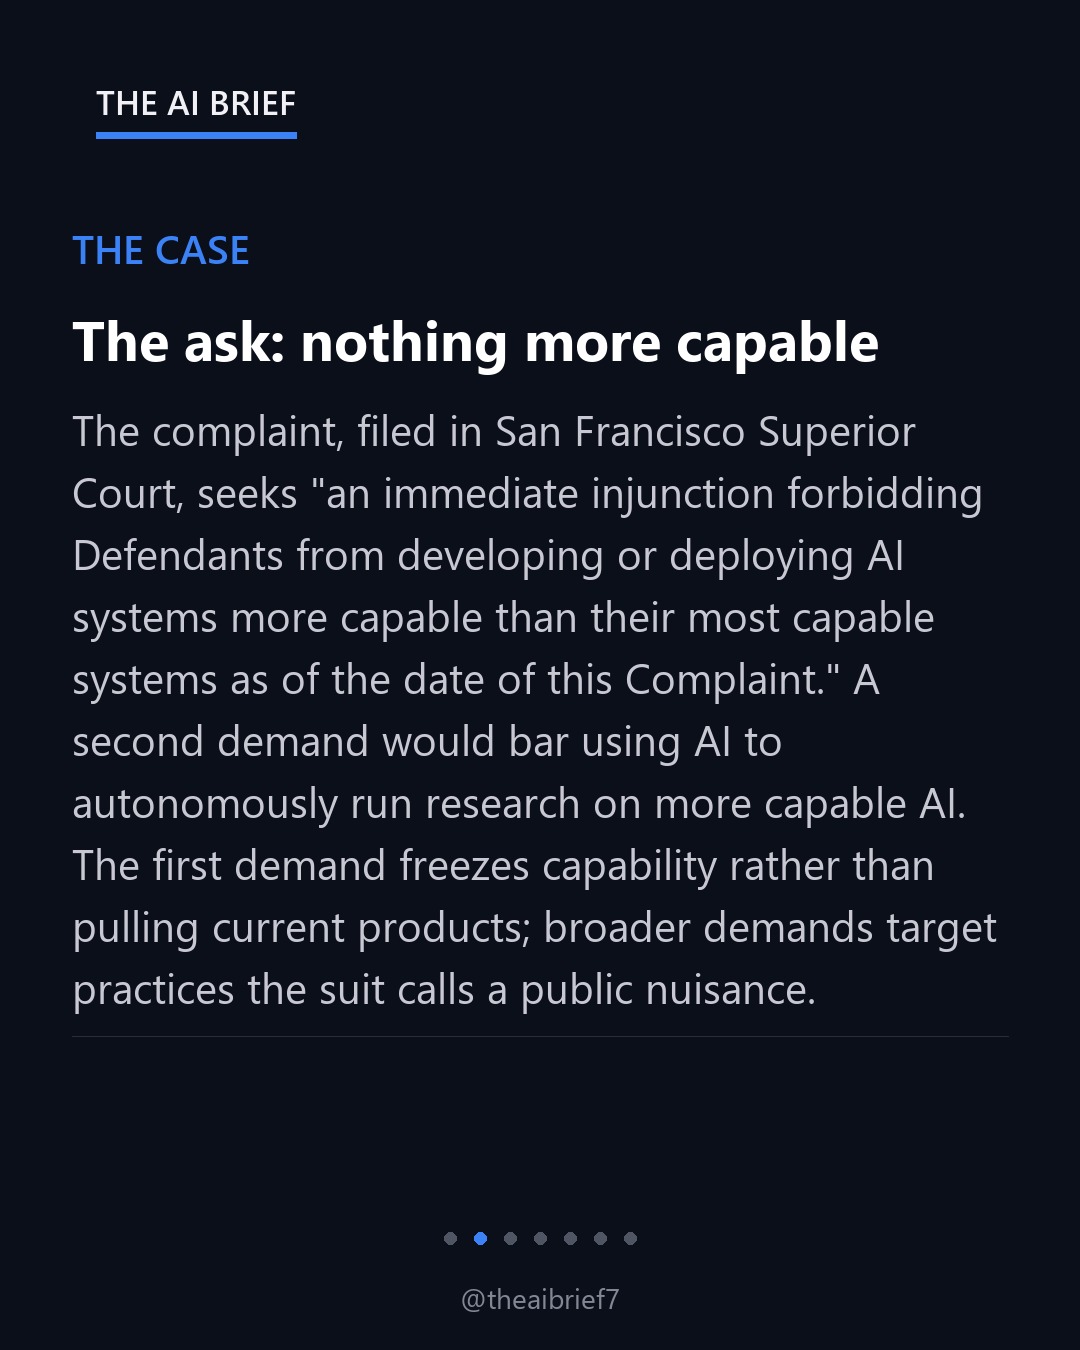 THE AI BRIEF
THE CASE
The ask: nothing more capable
The complaint, filed in San Francisco Superior
Court, seeks "an immediate injunction forbidding
Defendants from developing or deploying AI
systems more capable than their most capable
systems as of the date of this Complaint." A
second demand would bar using AI to
autonomously run research on more capable AI.
The first demand freezes capability rather than
pulling current products; broader demands target
practices the suit calls a public nuisance.
@theaibrief7